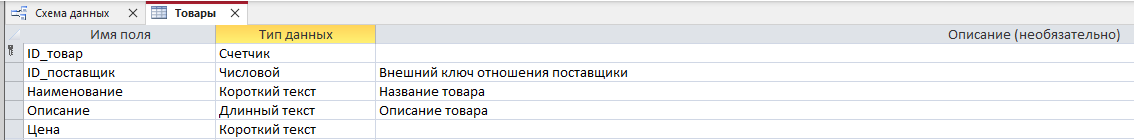 Схема данных Товары
Имя поля Тип данных Описание (необязательно)
ID_товар Счетчик
ID_поставщик Числовой Внешний ключ отношения поставщики
Наименование Короткий текст Название товара
Описание Длинный текст Описание товара
Цена Короткий текст